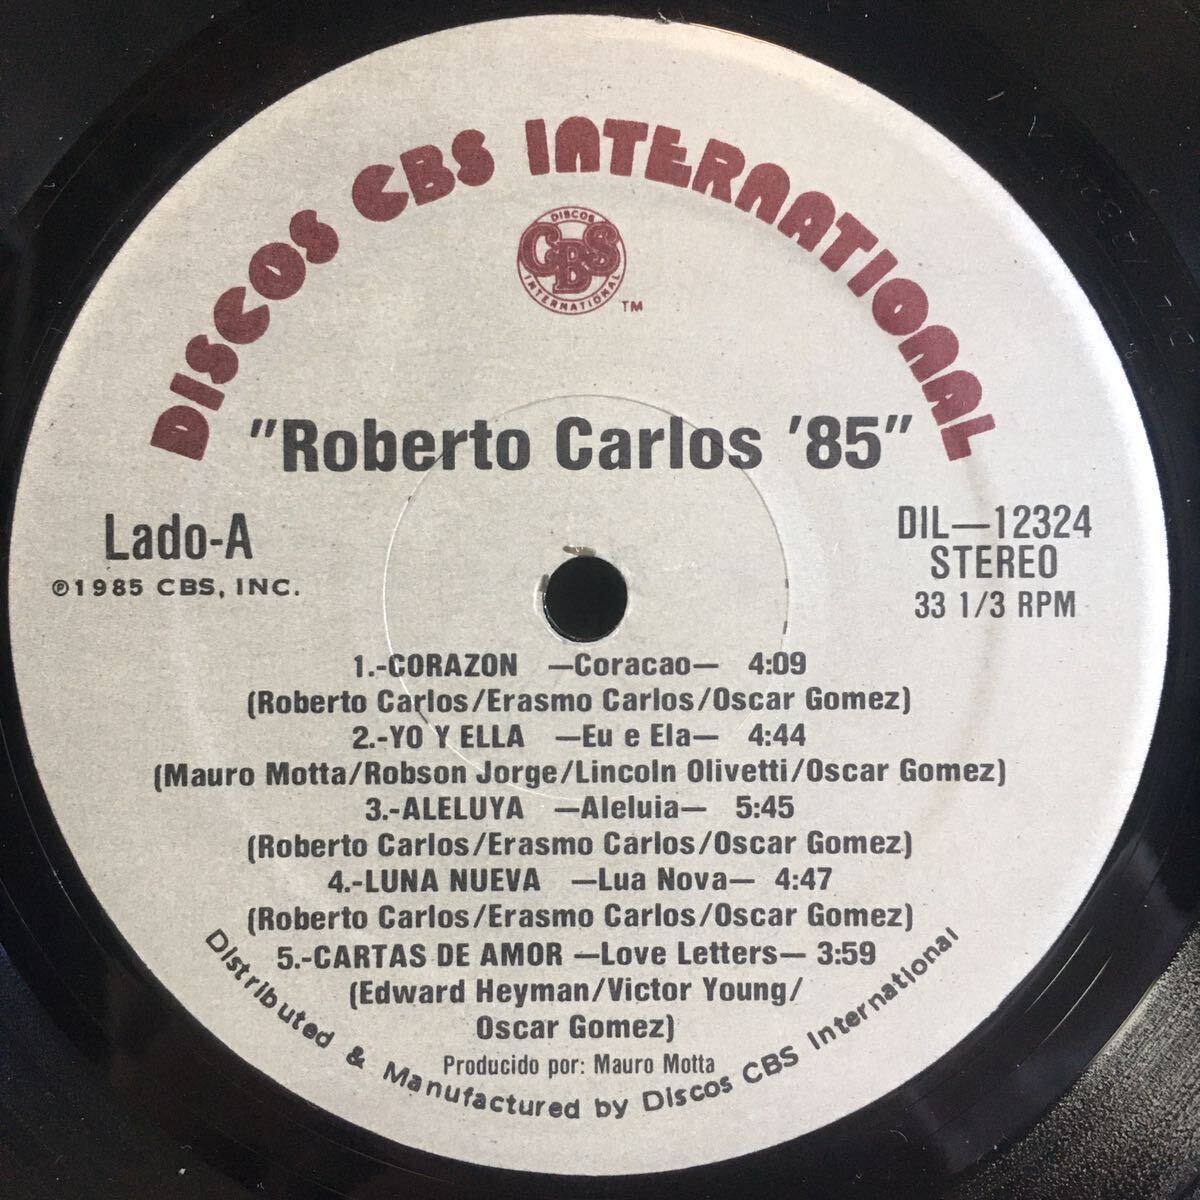 DISCOS CBS INTERNATIONAL
DISCOS
CBS
INTERNATIONAL
TM
"Roberto Carlos '85"
Lado-A
℗1985 CBS, INC.
DIL—12324
STEREO
33 1/3 RPM
1.-CORAZON —Coracao— 4:09
(Roberto Carlos/Erasmo Carlos/Oscar Gomez)
2.-YO Y ELLA —Eu e Ela— 4:44
(Mauro Motta/Robson Jorge/Lincoln Olivetti/Oscar Gomez)
3.-ALELUYA —Aleluia— 5:45
(Roberto Carlos/Erasmo Carlos/Oscar Gomez)
4.-LUNA NUEVA —Lua Nova— 4:47
(Roberto Carlos/Erasmo Carlos/Oscar Gomez)
5.-CARTAS DE AMOR —Love Letters— 3:59
(Edward Heyman/Victor Young/
Oscar Gomez)
Producido por: Mauro Motta
Distributed & Manufactured by Discos CBS International